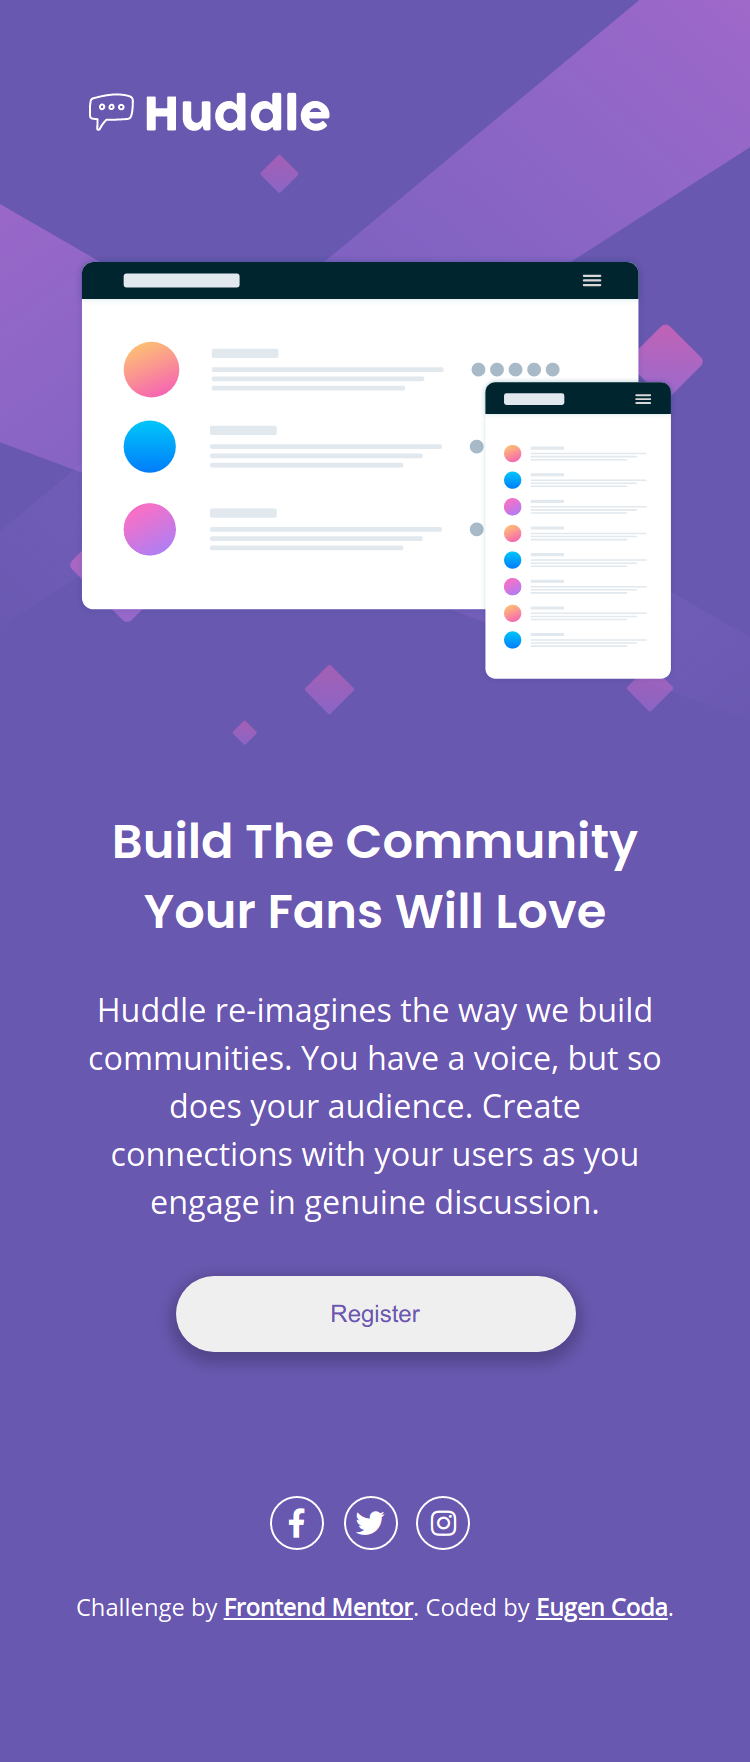 Huddle
Build The Community
Your Fans Will Love
Huddle re-imagines the way we build
communities. You have a voice, but so
does your audience. Create
connections with your users as you
engage in genuine discussion.
Register
Challenge by Frontend Mentor. Coded by Eugen Coda.